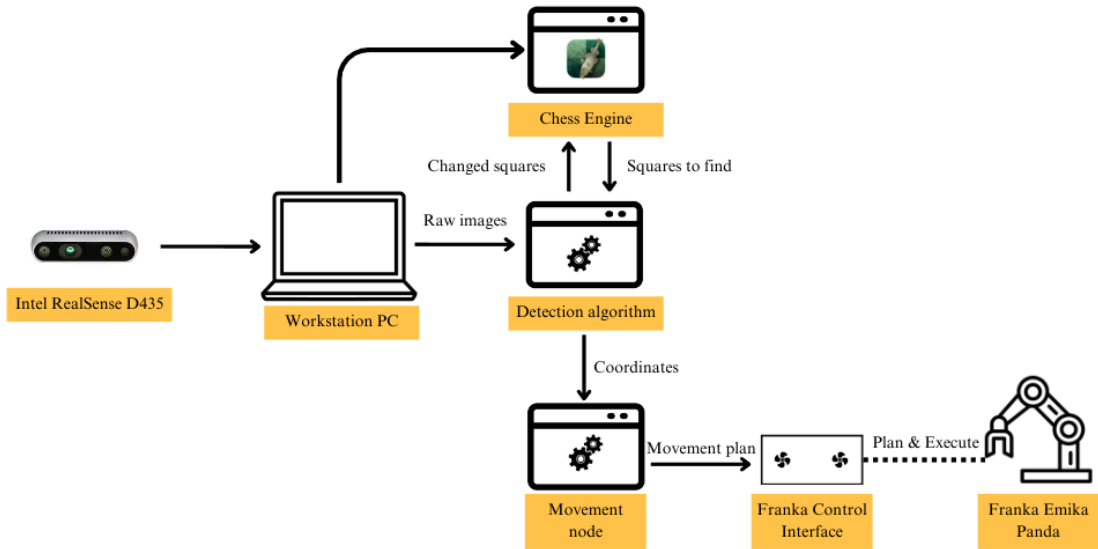 Chess Engine
Changed squares
Squares to find
Raw images
Intel RealSense D435
Workstation PC
Detection algorithm
Coordinates
Movement plan
Plan & Execute
Movement
node
Franka Control
Interface
Franka Emika
Panda